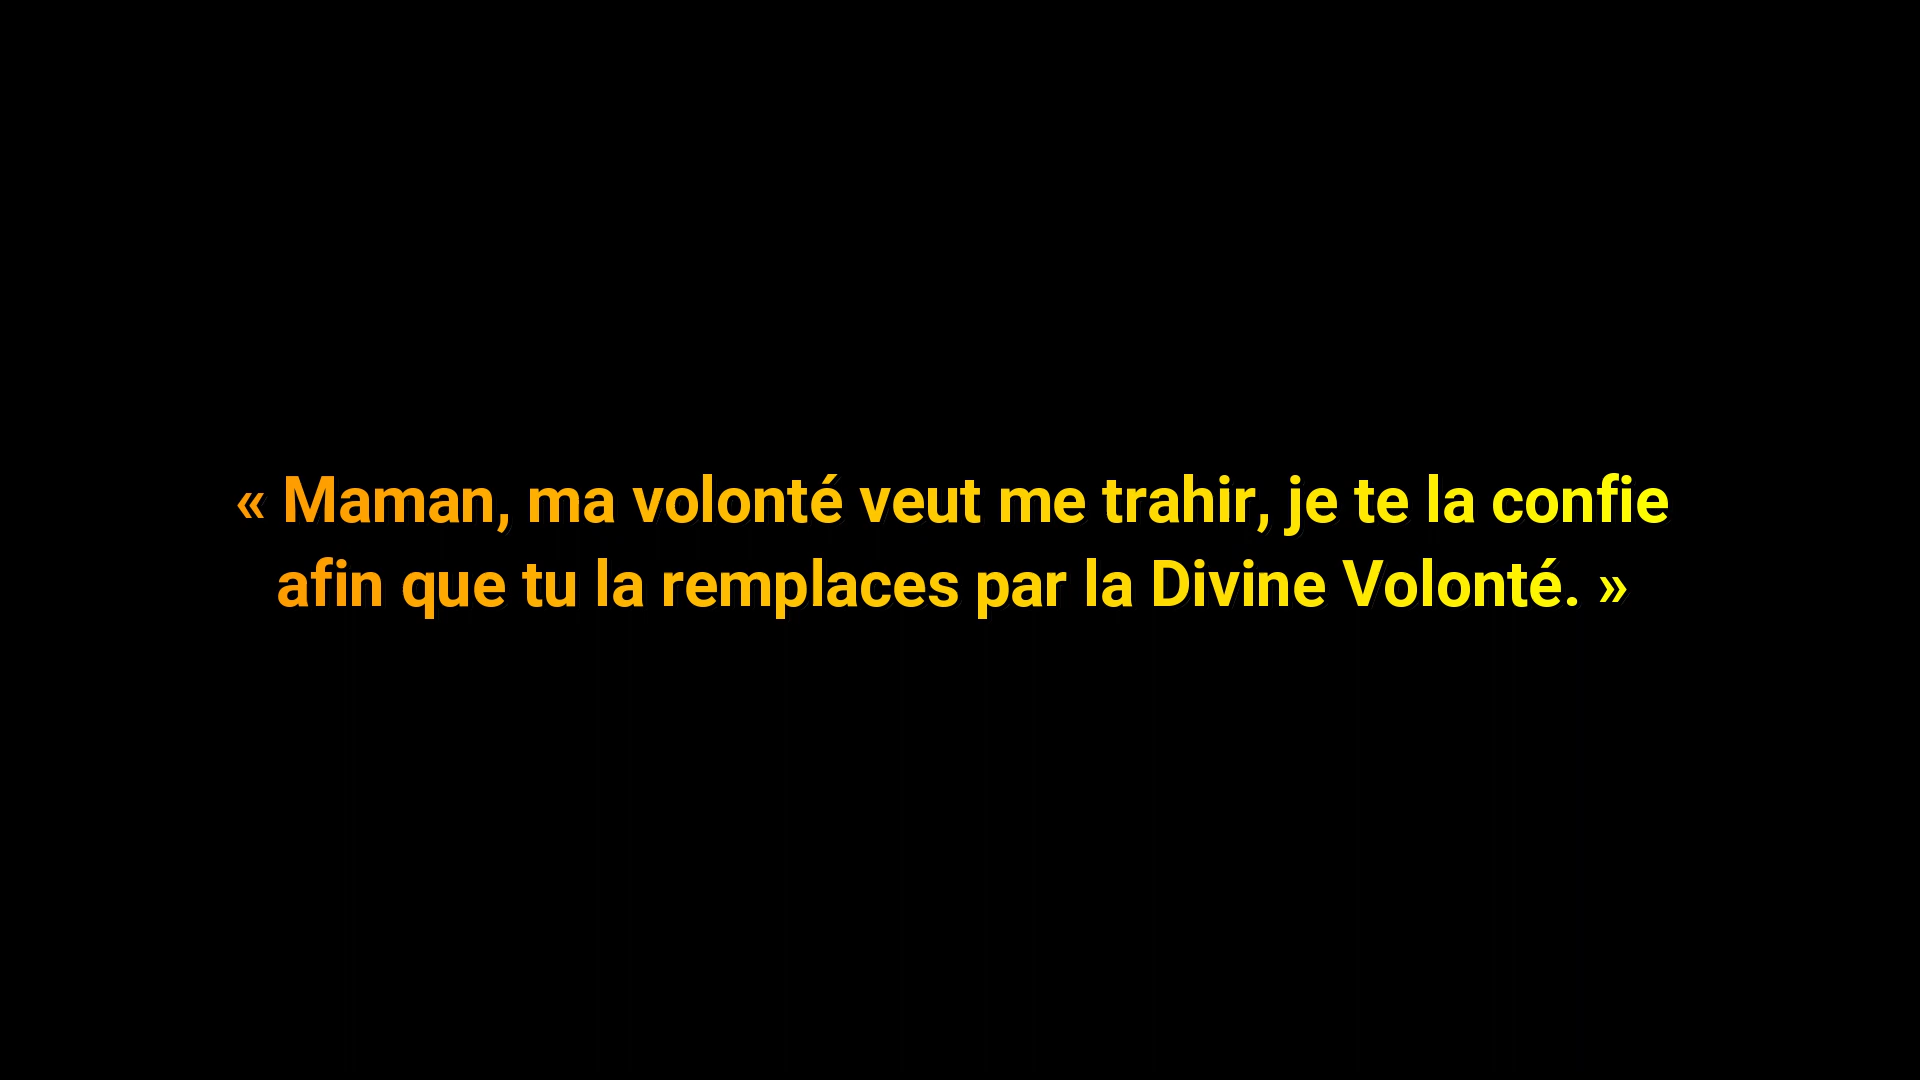 « Maman, ma volonté veut me trahir, je te la confie
afin que tu la remplaces par la Divine Volonté. »